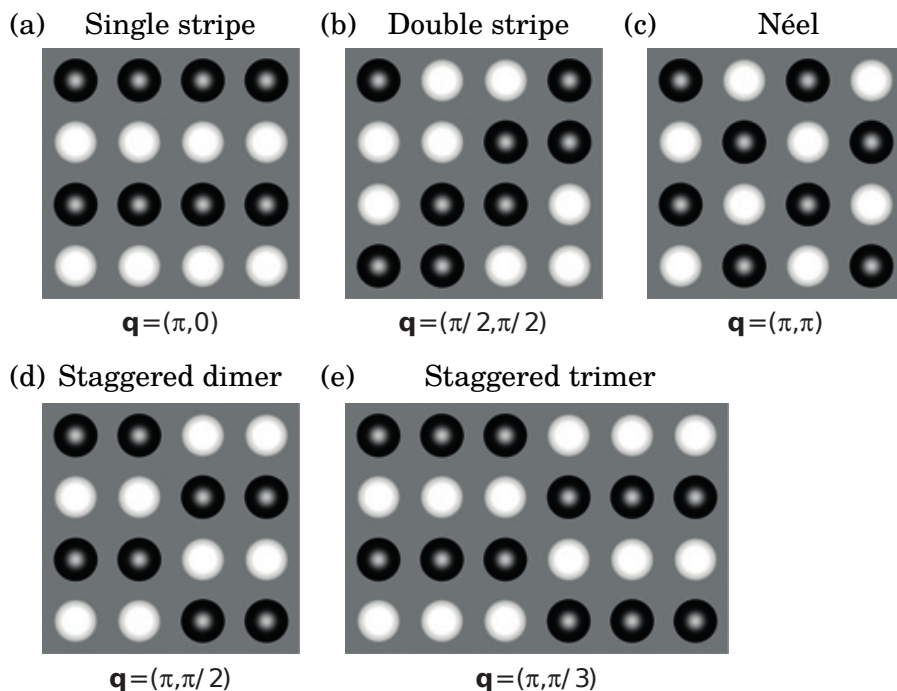 (a) Single stripe
(b) Double stripe
(c) Néel
q=(π,0)
q=(π/2,π/2)
q=(π,π)
(d) Staggered dimer
(e) Staggered trimer
q=(π,π/2)
q=(π,π/3)